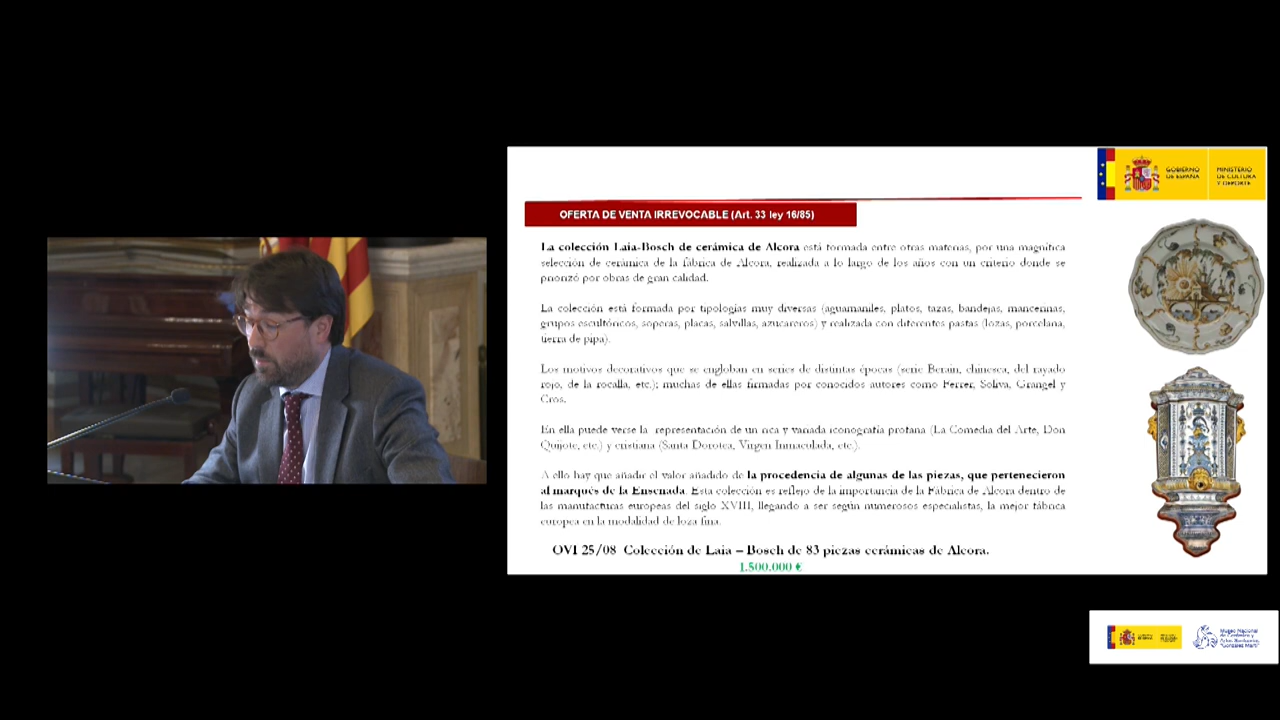 GOBIERNO
DE ESPAÑA
MINISTERIO
DE CULTURA
Y DEPORTE
OFERTA DE VENTA IRREVOCABLE (Art. 33 ley 16/85)
La colección Laia-Bosch de cerámica de Alcora está formada entre otras materias, por una magnífica
selección de cerámica de la fábrica de Alcora, realizada a lo largo de los años con un criterio donde se
priorizó por obras de gran calidad.
La colección está formada por tipologías muy diversas (aguamaniles, platos, tazas, bandejas, mancerinas,
grupos escultóricos, soperas, placas, salvillas, azucareros) y realizada con diferentes pastas (lozas, porcelana,
tierra de pipa).
Los motivos decorativos que se engloban en series de distintas épocas (serie Berain, chinesca, del rayado
rojo, de la rocalla, etc.); muchas de ellas firmadas por conocidos autores como Ferrer, Soliva, Grangel y
Cros.
En ella puede verse la representación de un rica y variada iconografía profana (La Comedia del Arte, Don
Quijote, etc.) y cristiana (Santa Dorotea, Virgen Inmaculada, etc.).
A ello hay que añadir el valor añadido de la procedencia de algunas de las piezas, que pertenecieron
al marqués de la Ensenada. Esta colección es reflejo de la importancia de la Fábrica de Alcora dentro de
las manufacturas europeas del siglo XVIII, llegando a ser según numerosos especialistas, la mejor fábrica
europea en la modalidad de loza fina.
OVI 25/08 Colección de Laia – Bosch de 83 piezas cerámicas de Alcora.
1.500.000 €
Museo Nacional
de Cerámica y
Artes Suntuarias
"González Martí"